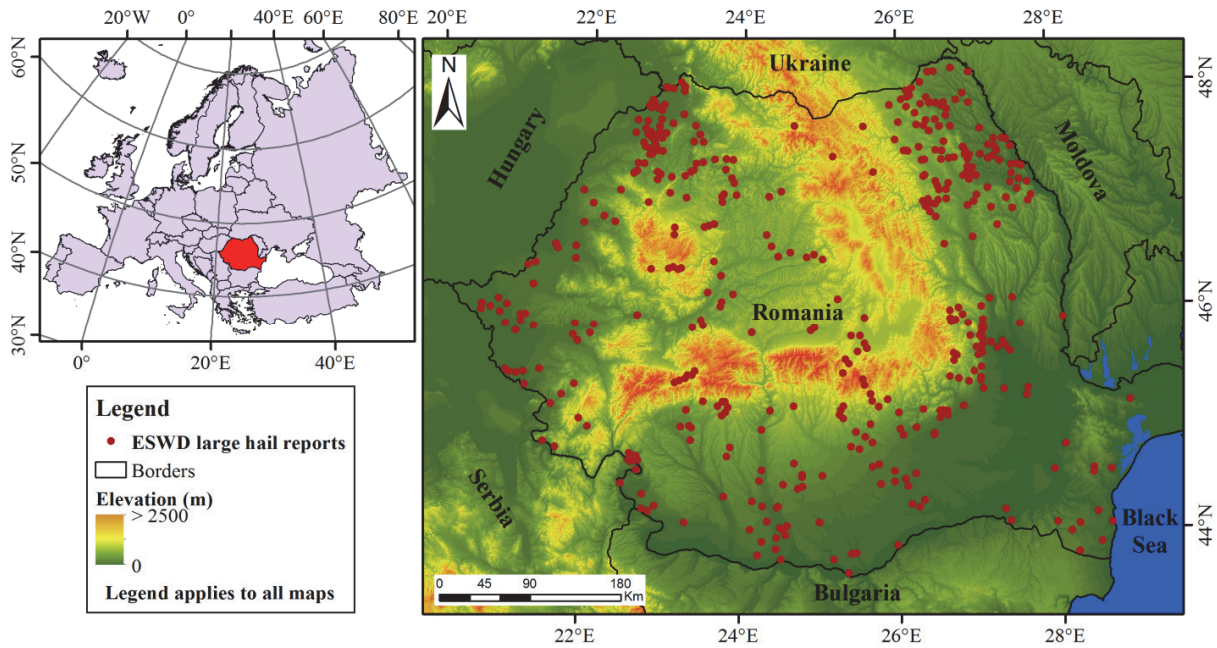 20°W 0° 20°E 40°E 60°E 80°E
60°N
50°N
40°N
30°N
0° 20°E 40°E
Legend
ESWD large hail reports
Borders
Elevation (m)
> 2500
0
Legend applies to all maps
20°E 22°E 24°E 26°E 28°E
N
Ukraine
48°N
Hungary
Moldova
46°N
Romania
Serbia
44°N
Black
Sea
Bulgaria
0 45 90 180
Km
22°E 24°E 26°E 28°E